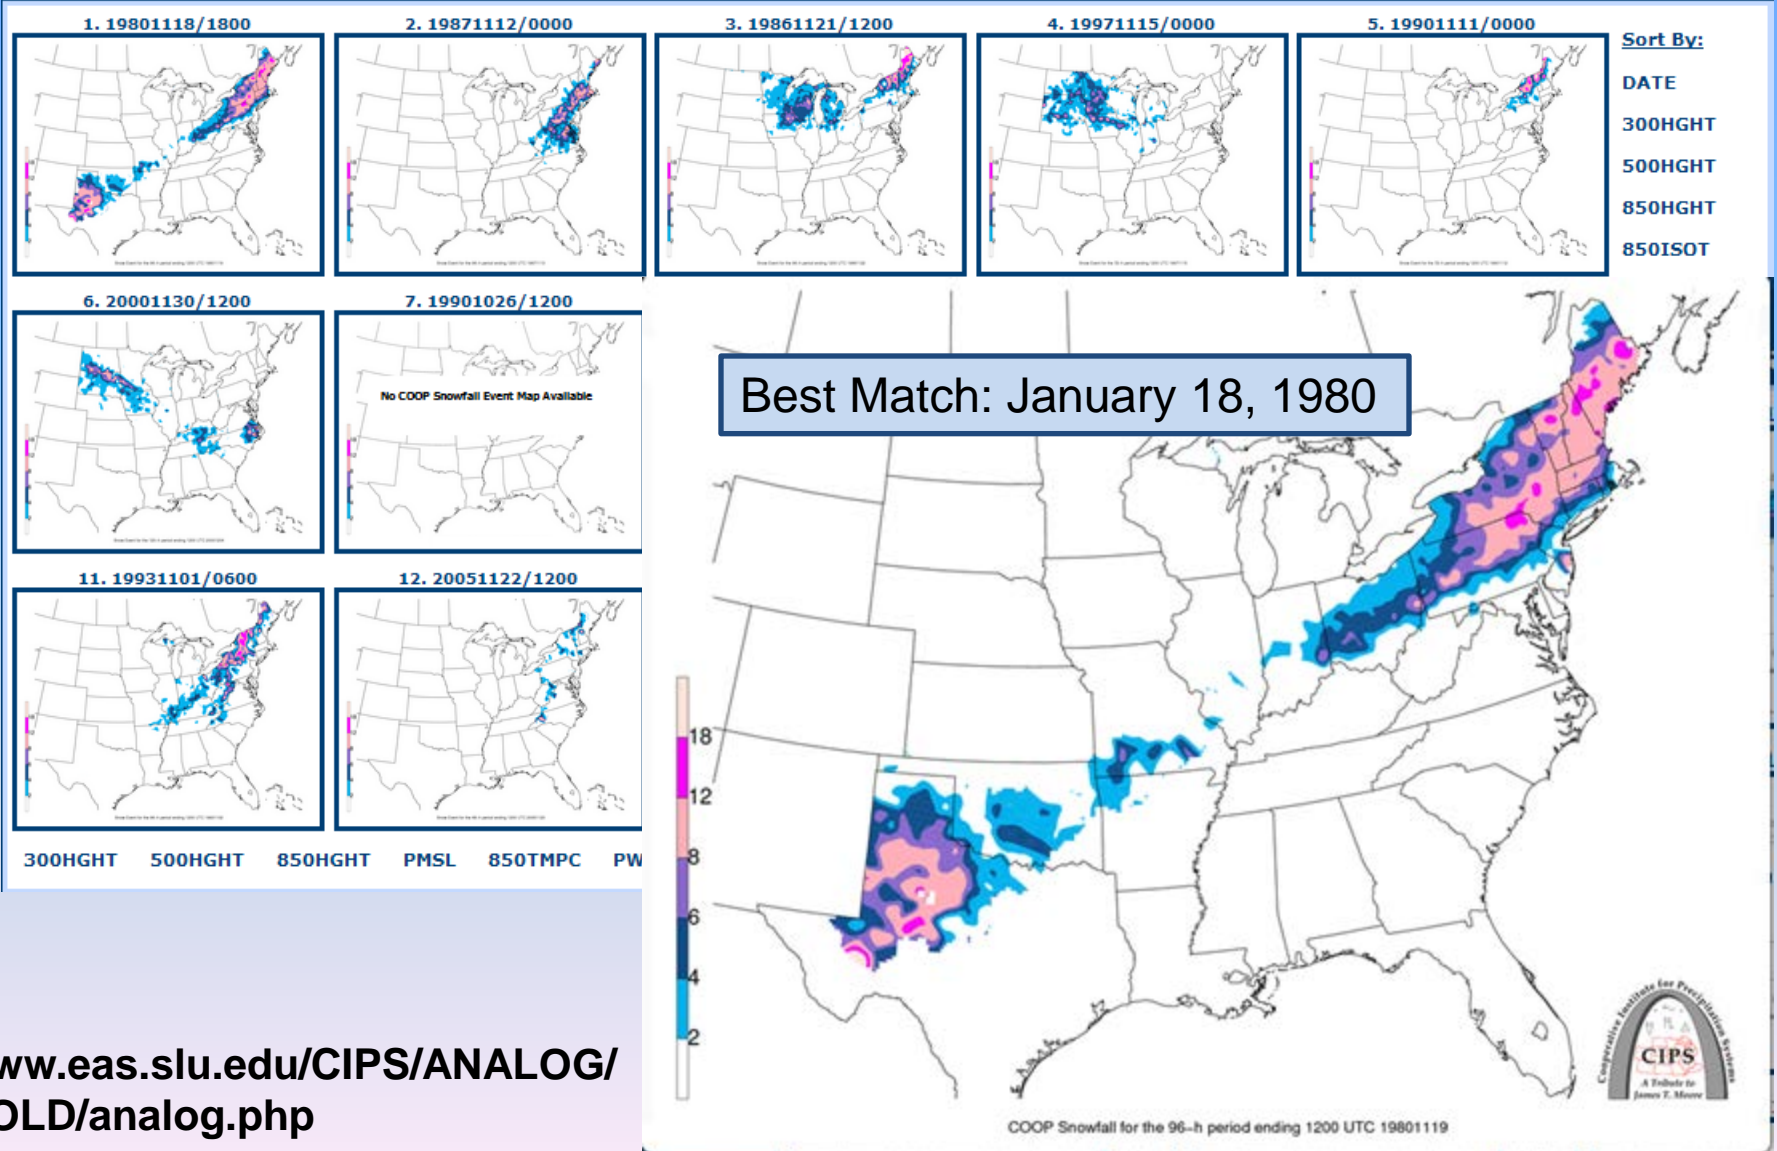 1. 19801118/1800
2. 19871112/0000
3. 19861121/1200
4. 19971115/0000
5. 19901111/0000
Sort By:
DATE
300HGHT
500HGHT
850HGHT
850ISOT
6. 20001130/1200
7. 19901026/1200
No COOP Snowfall Event Map Available
Best Match: January 18, 1980
11. 19931101/0600
12. 20051122/1200
300HGHT 500HGHT 850HGHT PMSL 850TMPC PW
18
12
8
6
4
2
Cooperative Institute for Precipitation Systems
CIPS
A Tribute to
James T. Moore
COOP Snowfall for the 96-h period ending 1200 UTC 19801119
ww.eas.slu.edu/CIPS/ANALOG/
OLD/analog.php